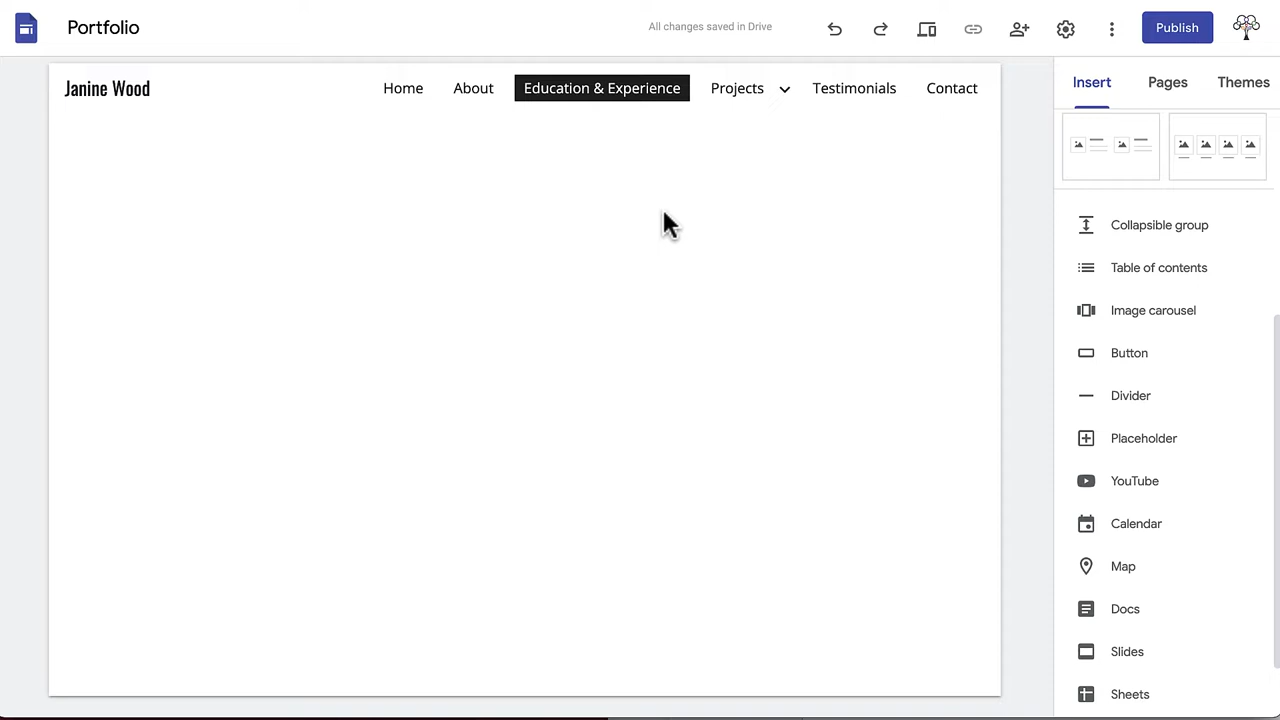 Portfolio
All changes saved in Drive
Publish
Janine Wood
Home
About
Education & Experience
Projects
Testimonials
Contact
Insert
Pages
Themes
Collapsible group
Table of contents
Image carousel
Button
Divider
Placeholder
YouTube
Calendar
Map
Docs
Slides
Sheets